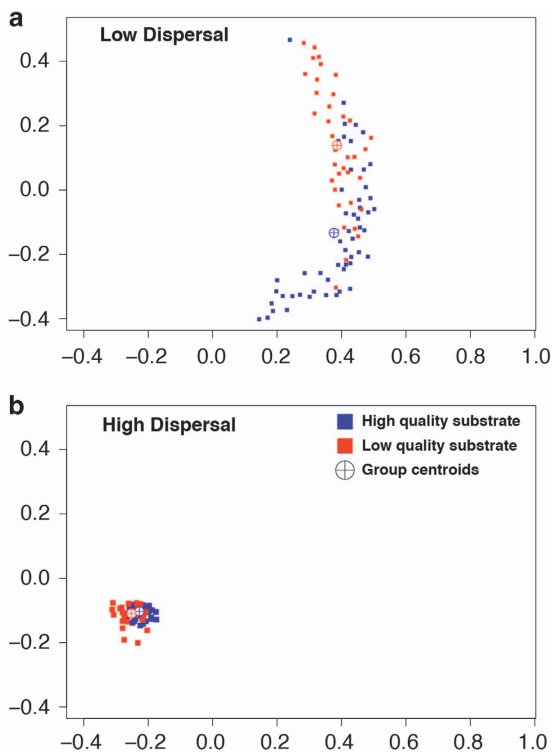 a
Low Dispersal
0.4
0.2
0.0
−0.2
−0.4
−0.4 −0.2 0.0 0.2 0.4 0.6 0.8 1.0
b
High Dispersal
High quality substrate
Low quality substrate
Group centroids
0.4
0.2
0.0
−0.2
−0.4
−0.4 −0.2 0.0 0.2 0.4 0.6 0.8 1.0